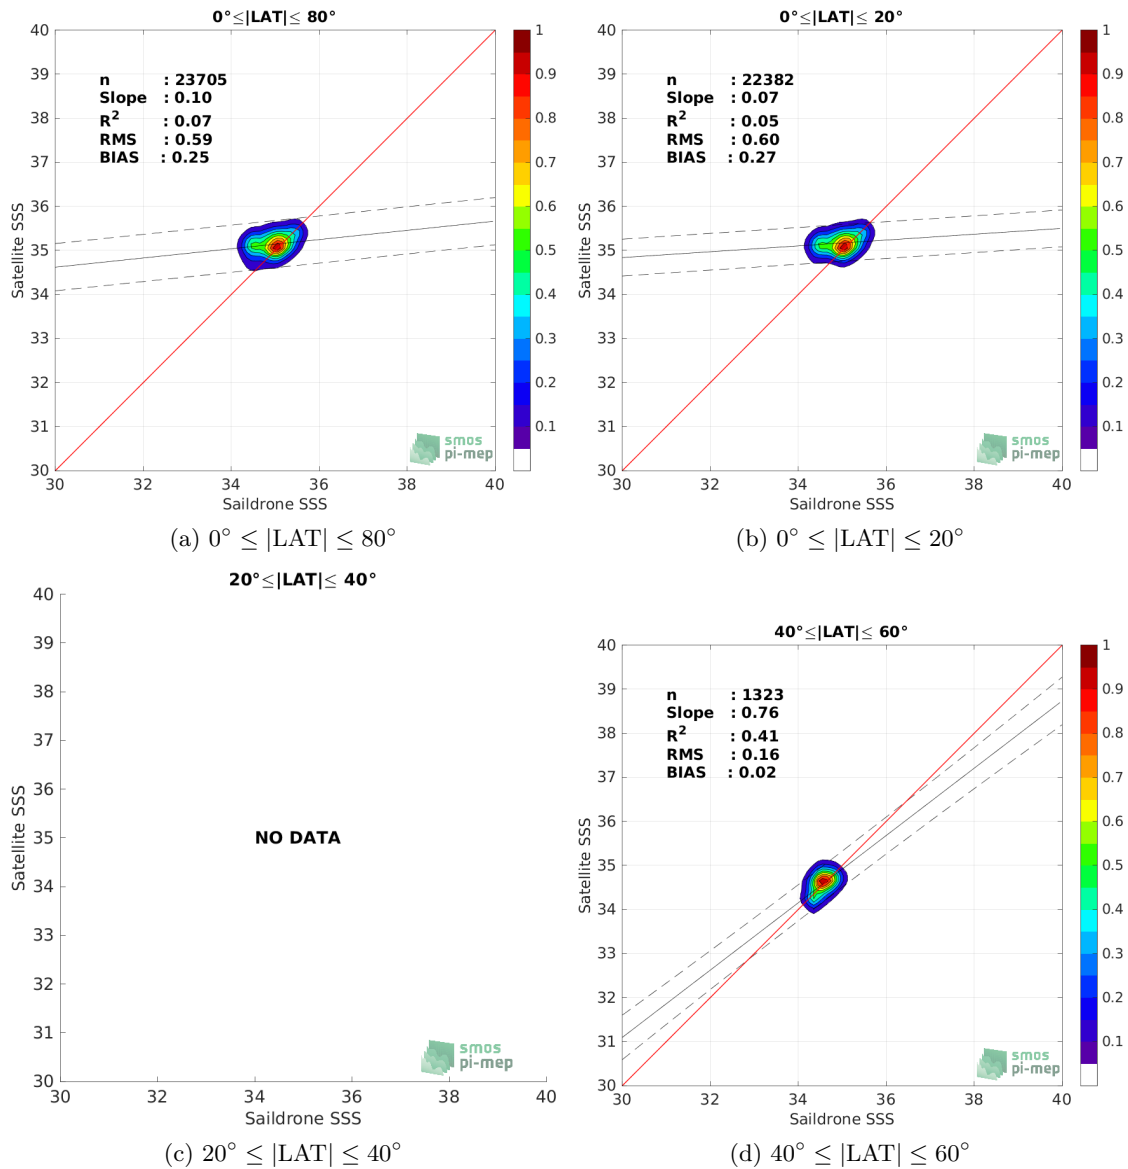 0°≤|LAT|≤ 80°
40
39
38
37
36
35
34
33
32
31
30
Satellite SSS
n : 23705
Slope : 0.10
R2 : 0.07
RMS : 0.59
BIAS : 0.25
smos
pi-mep
30 32 34 36 38 40
Saildrone SSS
1
0.9
0.8
0.7
0.6
0.5
0.4
0.3
0.2
0.1
(a) 0° ≤ |LAT| ≤ 80°
0°≤|LAT|≤ 20°
40
39
38
37
36
35
34
33
32
31
30
Satellite SSS
n : 22382
Slope : 0.07
R2 : 0.05
RMS : 0.60
BIAS : 0.27
smos
pi-mep
30 32 34 36 38 40
Saildrone SSS
1
0.9
0.8
0.7
0.6
0.5
0.4
0.3
0.2
0.1
(b) 0° ≤ |LAT| ≤ 20°
20°≤|LAT|≤ 40°
40
39
38
37
36
35
34
33
32
31
30
Satellite SSS
NO DATA
smos
pi-mep
30 32 34 36 38 40
Saildrone SSS
(c) 20° ≤ |LAT| ≤ 40°
40°≤|LAT|≤ 60°
40
39
38
37
36
35
34
33
32
31
30
Satellite SSS
n : 1323
Slope : 0.76
R2 : 0.41
RMS : 0.16
BIAS : 0.02
smos
pi-mep
30 32 34 36 38 40
Saildrone SSS
1
0.9
0.8
0.7
0.6
0.5
0.4
0.3
0.2
0.1
(d) 40° ≤ |LAT| ≤ 60°